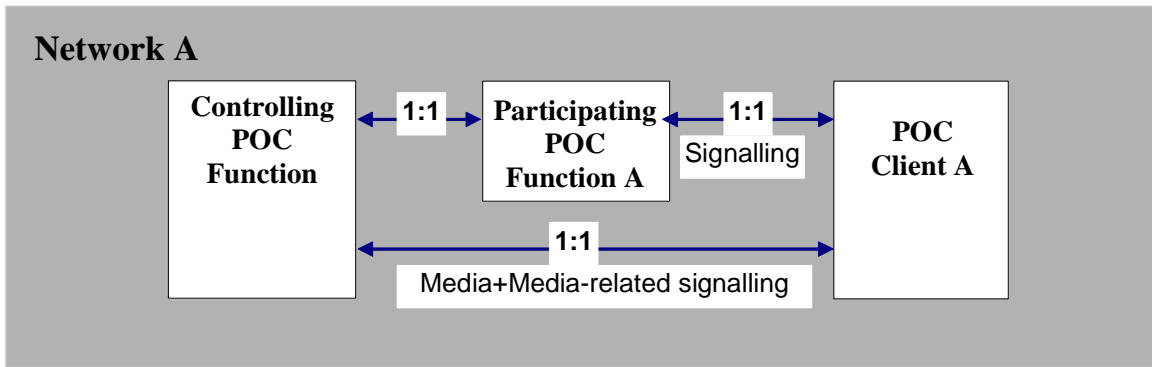 Network A
Controlling
POC
Function
1:1
Participating
POC
Function A
1:1
Signalling
POC
Client A
1:1
Media+Media-related signalling